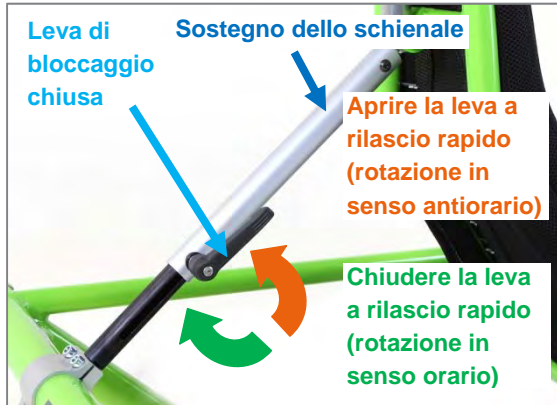 Leva di
bloccaggio
chiusa
Sostegno dello schienale
Aprire la leva a
rilascio rapido
(rotazione in
senso antiorario)
Chiudere la leva
a rilascio rapido
(rotazione in
senso orario)